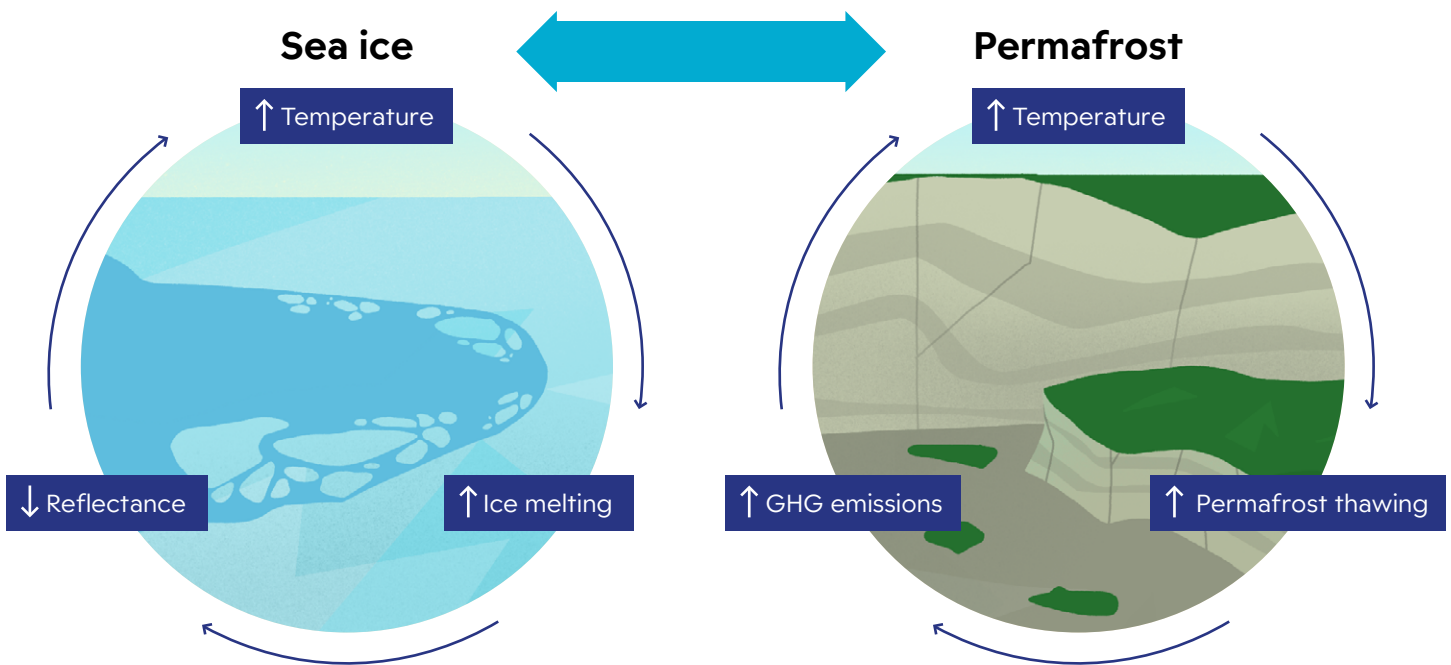 Sea ice
Permafrost
↑ Temperature
↑ Temperature
↓ Reflectance
↑ Ice melting
↑ GHG emissions
↑ Permafrost thawing